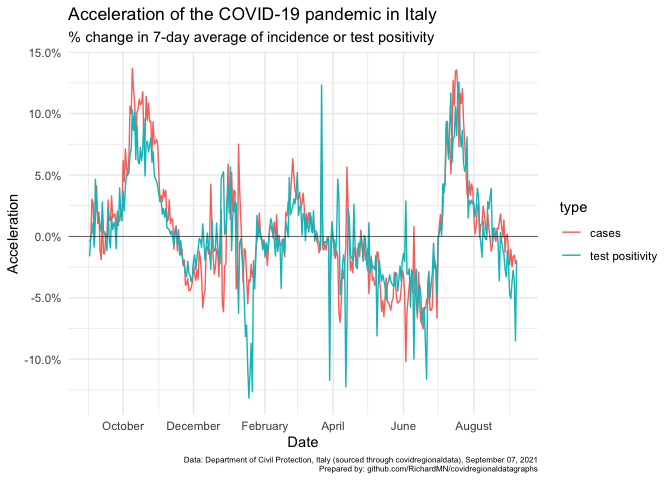 Acceleration of the COVID-19 pandemic in Italy
% change in 7-day average of incidence or test positivity
15.0%
10.0%
5.0%
0.0%
-5.0%
-10.0%
Acceleration
October December February April June August
Date
type
cases
test positivity
Data: Department of Civil Protection, Italy (sourced through covidregionaldata), September 07, 2021
Prepared by: github.com/RichardMN/covidregionaldatagraphs